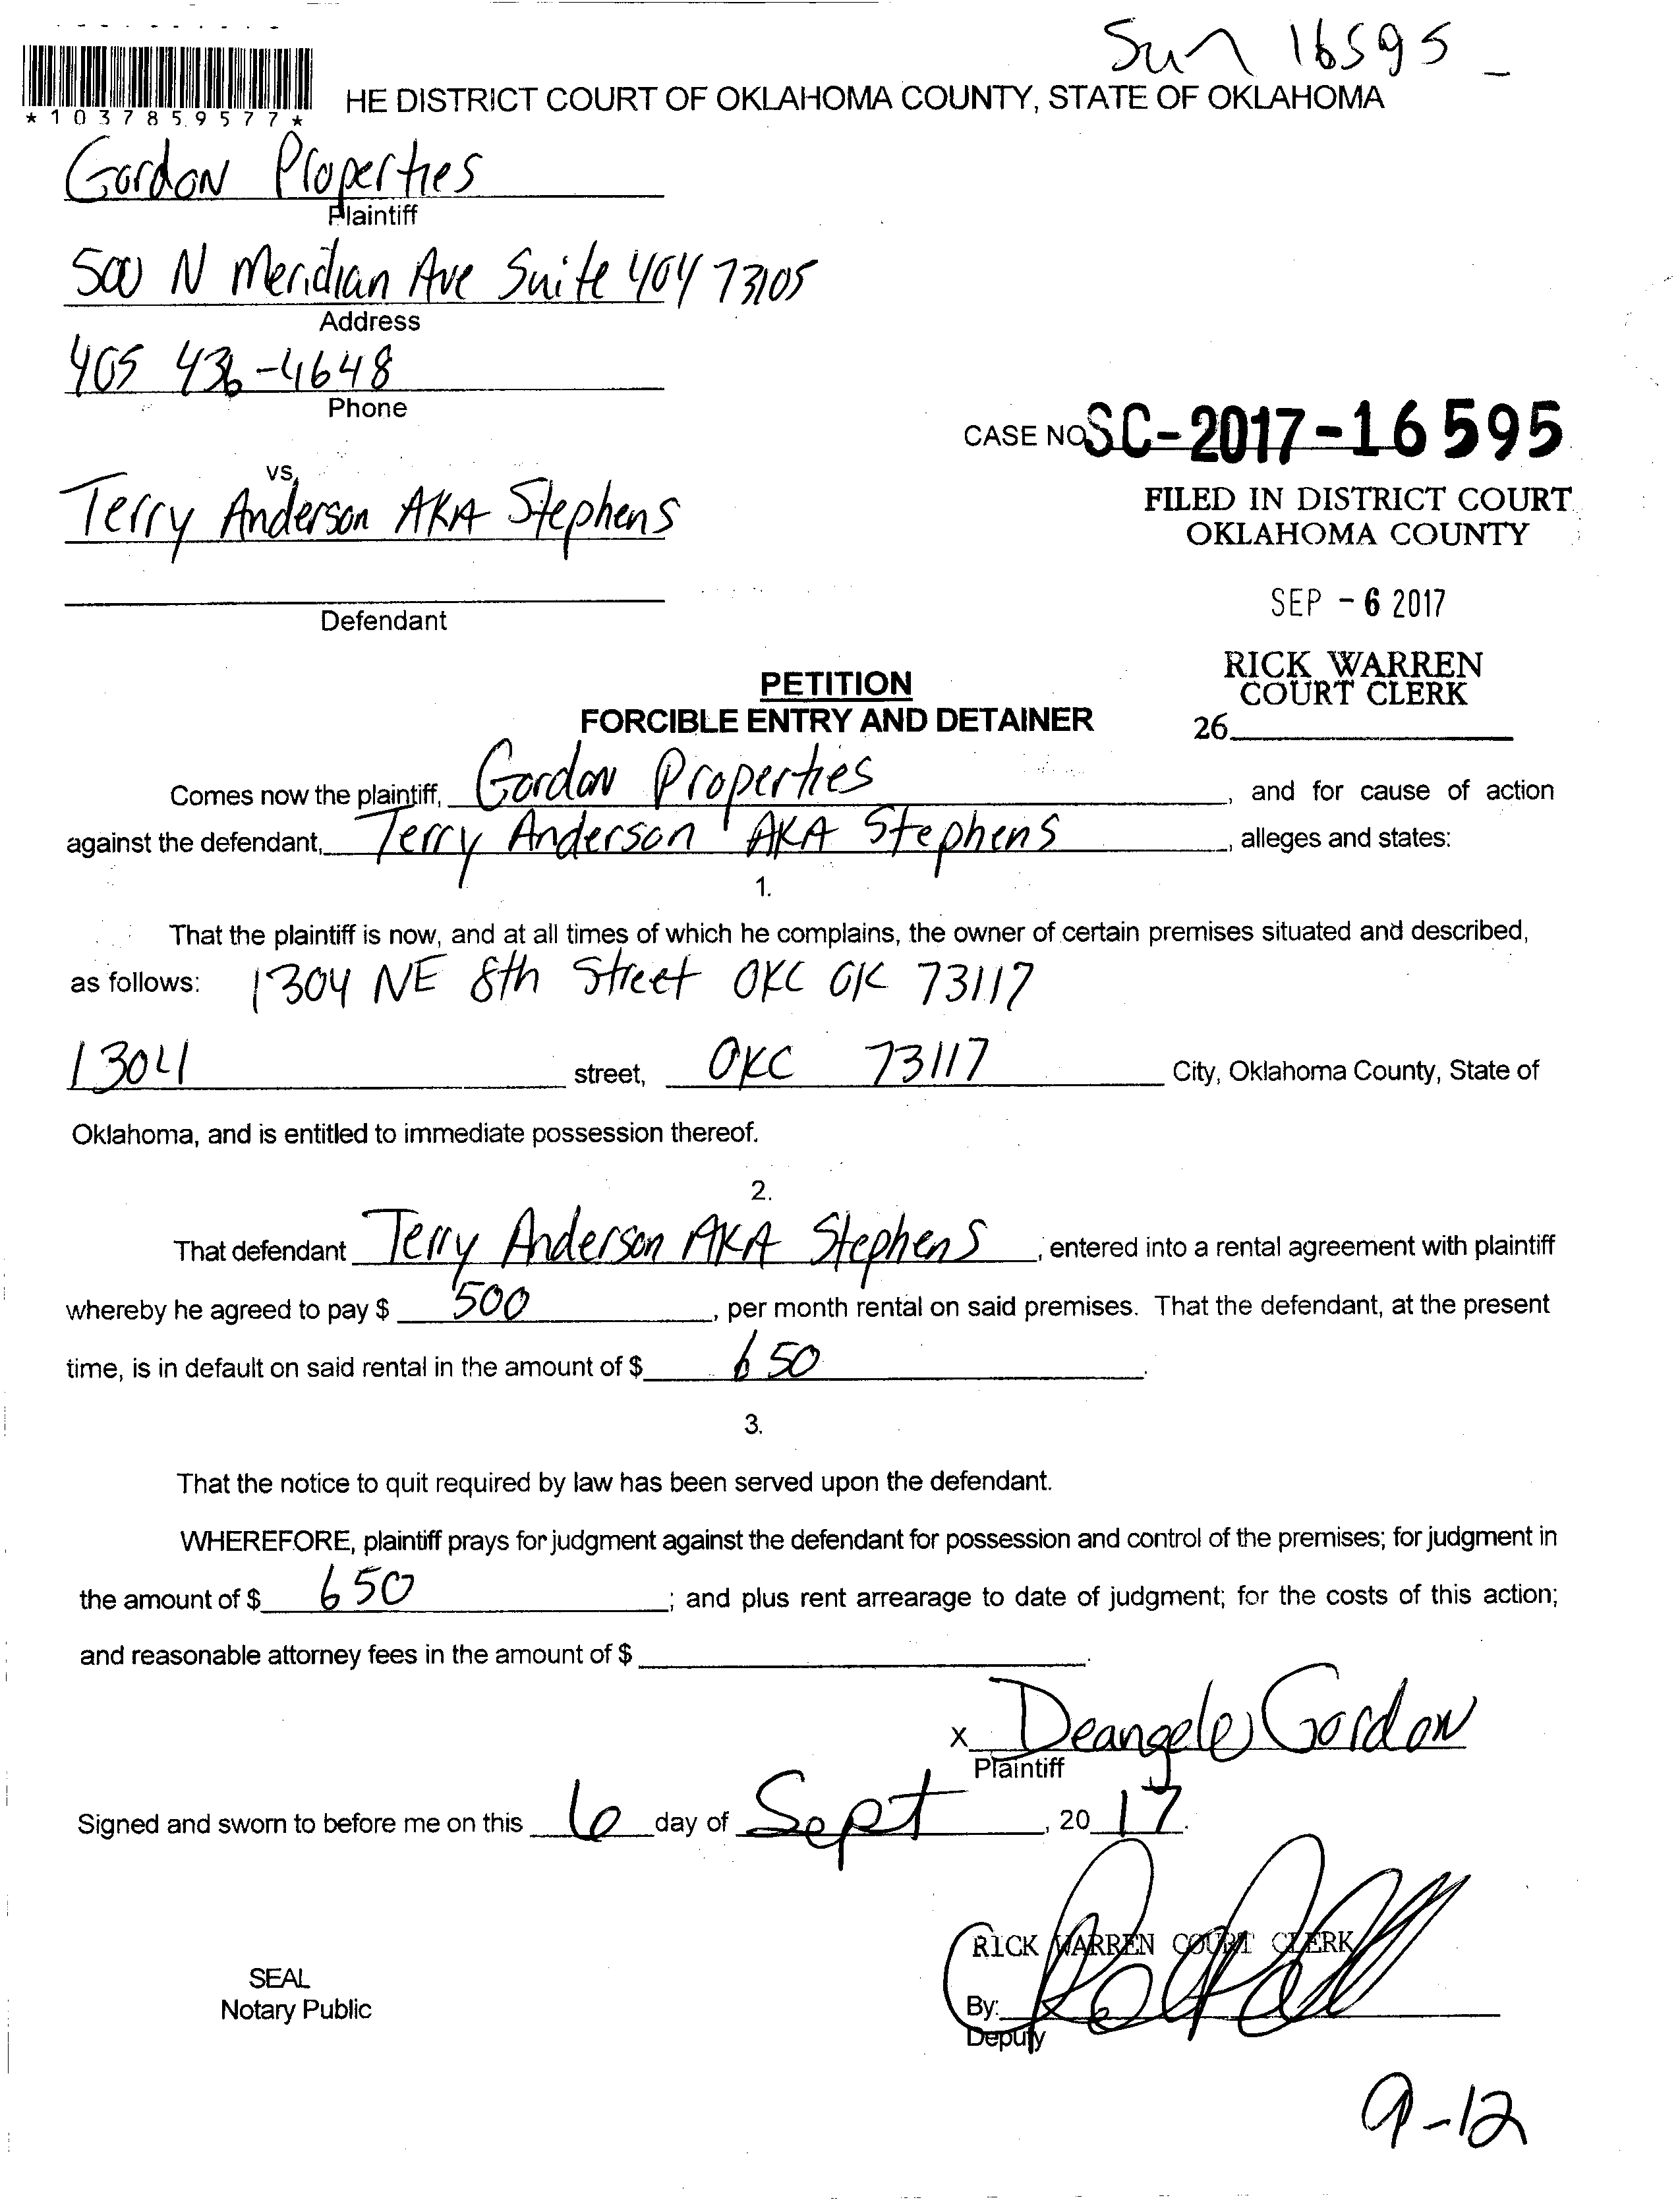 Sun 16595
*1037859577*
HE DISTRICT COURT OF OKLAHOMA COUNTY, STATE OF OKLAHOMA
Gordon Properties
Plaintiff
500 N Meridian Ave Suite 404 73105
Address
405 436-4648
Phone
CASE NO SC-2017-16595
vs.
Terry Anderson AKA Stephens
FILED IN DISTRICT COURT
OKLAHOMA COUNTY
SEP - 6 2017
Defendant
RICK WARREN
COURT CLERK
26
PETITION
FORCIBLE ENTRY AND DETAINER
Comes now the plaintiff, Gordon Properties, and for cause of action
against the defendant, Terry Anderson AKA Stephens, alleges and states:
1.
That the plaintiff is now, and at all times of which he complains, the owner of certain premises situated and described,
as follows: 1304 NE 8th Street OKC OK 73117
1304 street, OKC 73117 City, Oklahoma County, State of
Oklahoma, and is entitled to immediate possession thereof.
2.
That defendant Terry Anderson AKA Stephens, entered into a rental agreement with plaintiff
whereby he agreed to pay $ 500, per month rental on said premises. That the defendant, at the present
time, is in default on said rental in the amount of $ 650.
3.
That the notice to quit required by law has been served upon the defendant.
WHEREFORE, plaintiff prays for judgment against the defendant for possession and control of the premises; for judgment in
the amount of $ 650; and plus rent arrearage to date of judgment; for the costs of this action;
and reasonable attorney fees in the amount of $ .
x Deangelo Gordon
Plaintiff
Signed and sworn to before me on this 6 day of Sept, 20 17.
RICK WARREN COURT CLERK
SEAL
Notary Public
By:
Deputy
9-12